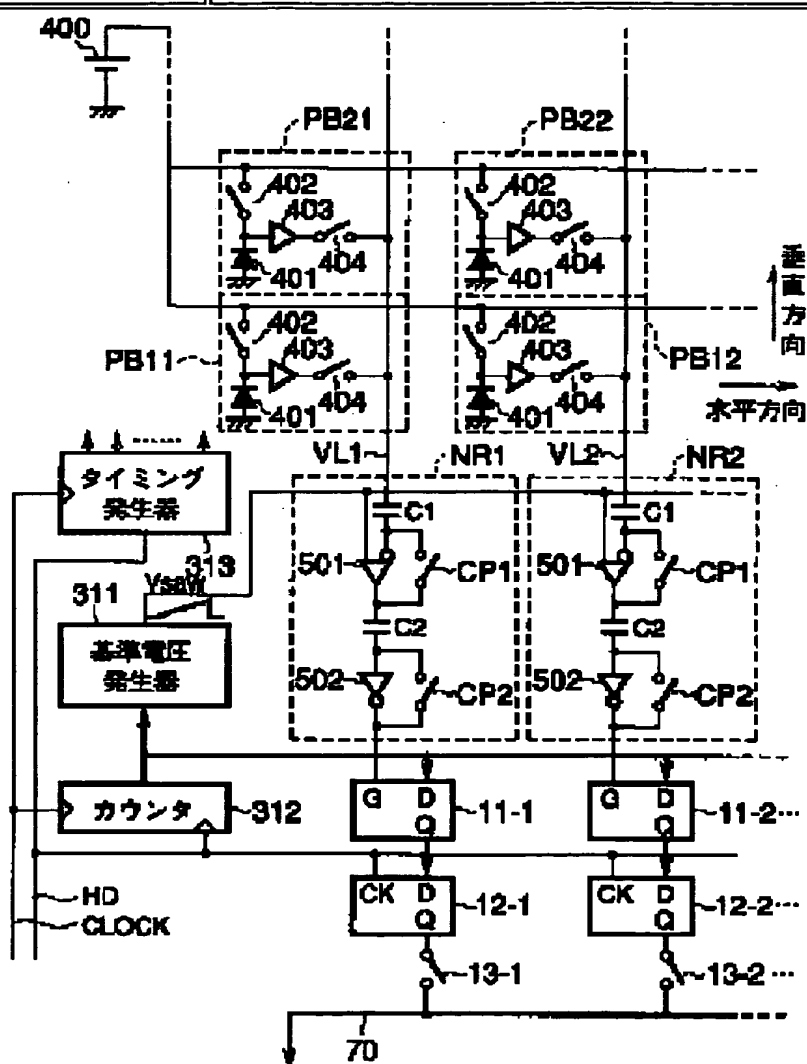 400
PB21
PB22
402
403
404
401
402
403
404
401
垂直方向
PB11
402
403
404
401
402
403
404
401
PB12
水平方向
VL1
NR1
VL2
NR2
タイミング
発生器
313
C1
C1
501
CP1
501
CP1
Vsaw
311
C2
C2
基準電圧
発生器
502
CP2
502
CP2
カウンタ
312
G D
Q
11-1
G D
Q
11-2…
HD
CLOCK
CK D
Q
12-1
CK D
Q
12-2…
13-1
13-2…
70